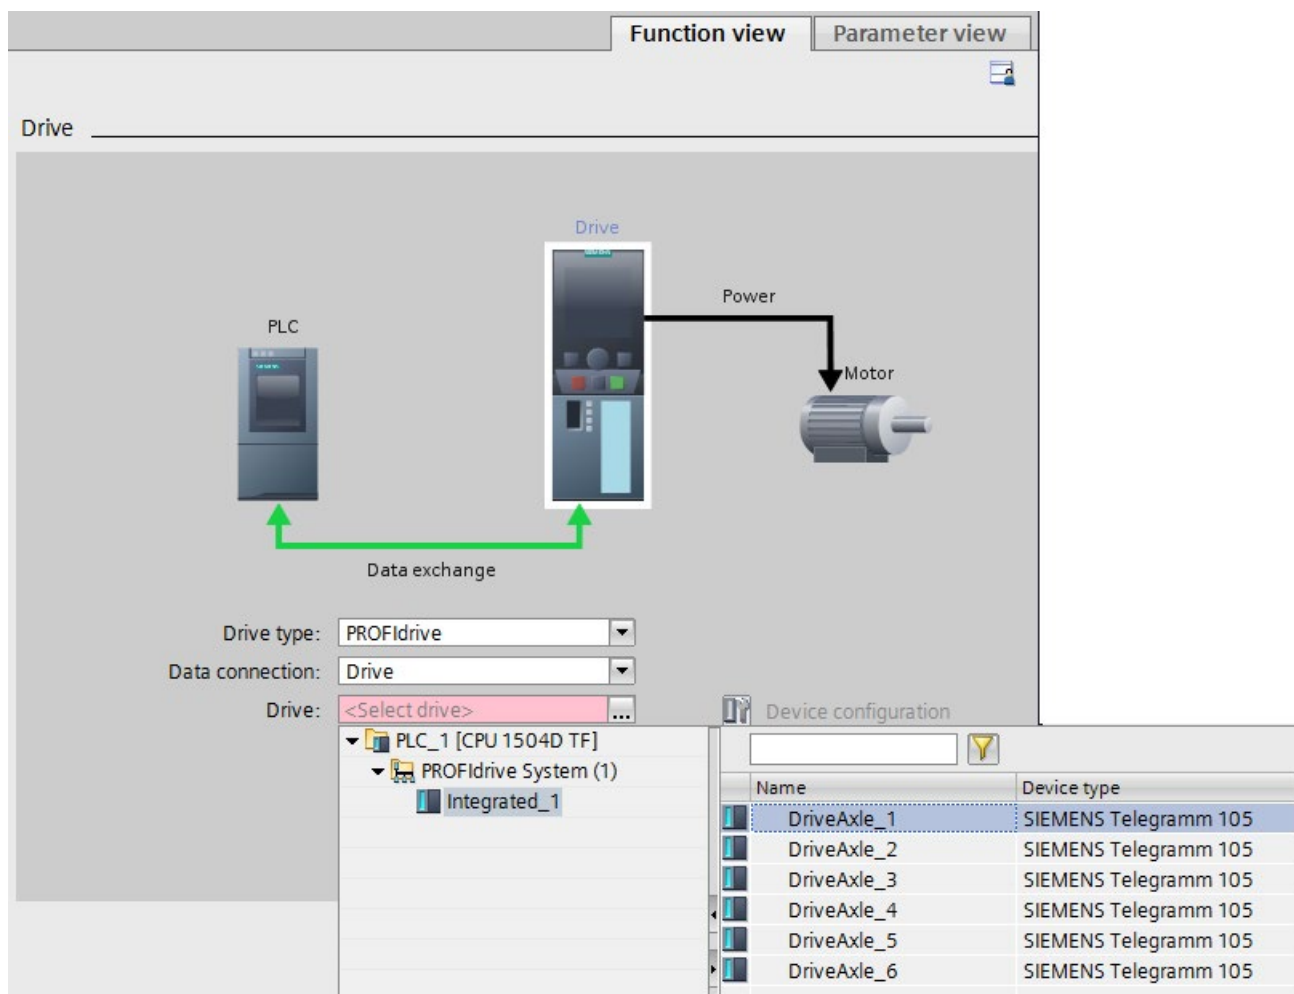 Function view
Parameter view
Drive
Drive
Power
PLC
Motor
Data exchange
Drive type:
PROFIdrive
Data connection:
Drive
Drive:
<Select drive>
...
Device configuration
PLC_1 [CPU 1504D TF]
PROFIdrive System (1)
Integrated_1
Name
Device type
DriveAxle_1
SIEMENS Telegramm 105
DriveAxle_2
SIEMENS Telegramm 105
DriveAxle_3
SIEMENS Telegramm 105
DriveAxle_4
SIEMENS Telegramm 105
DriveAxle_5
SIEMENS Telegramm 105
DriveAxle_6
SIEMENS Telegramm 105